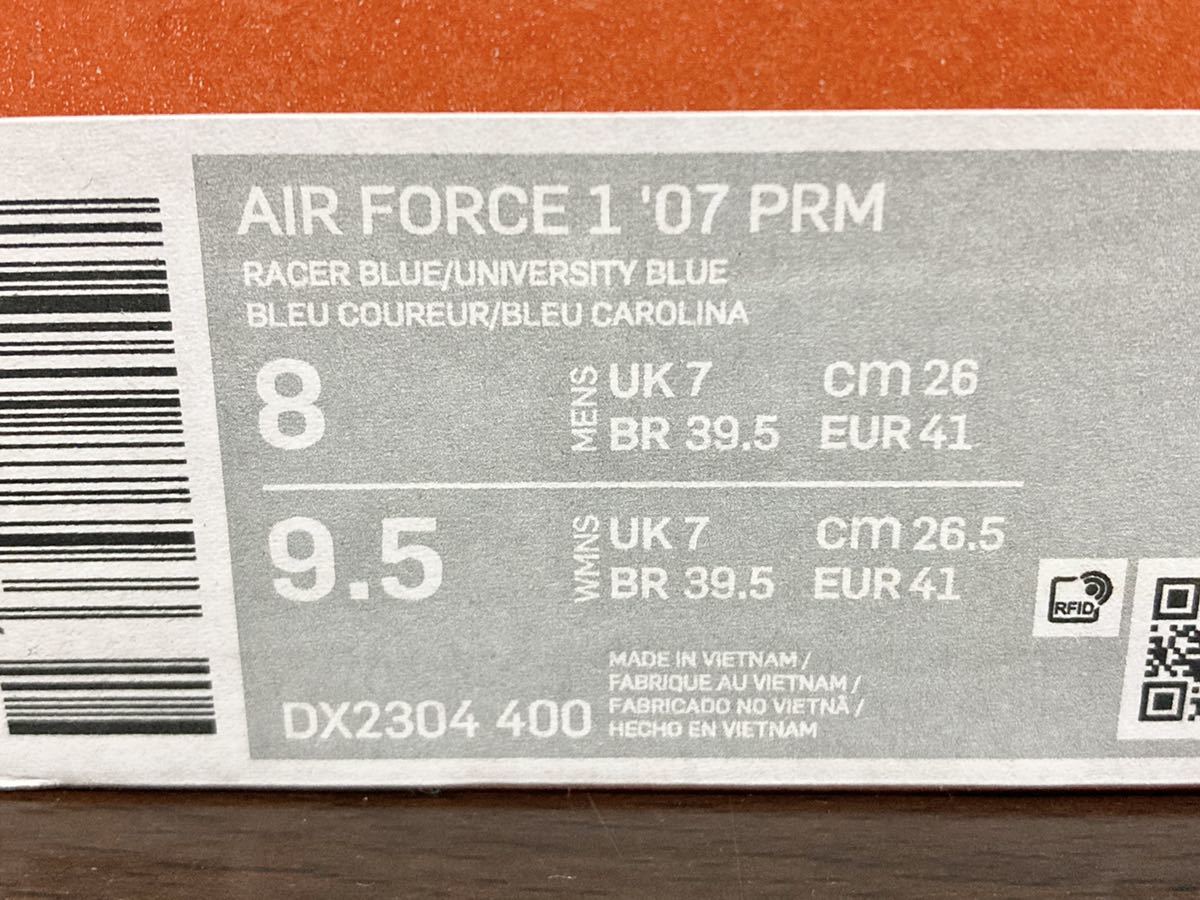 AIR FORCE 1 '07 PRM
RACER BLUE/UNIVERSITY BLUE
BLEU COUREUR/BLEU CAROLINA
8 MENS UK 7 cm 26
BR 39.5 EUR 41
9.5 WMNS UK 7 cm 26.5
BR 39.5 EUR 41
RFID
MADE IN VIETNAM /
FABRIQUE AU VIETNAM /
FABRICADO NO VIETNÃ /
HECHO EN VIETNAM
DX2304 400